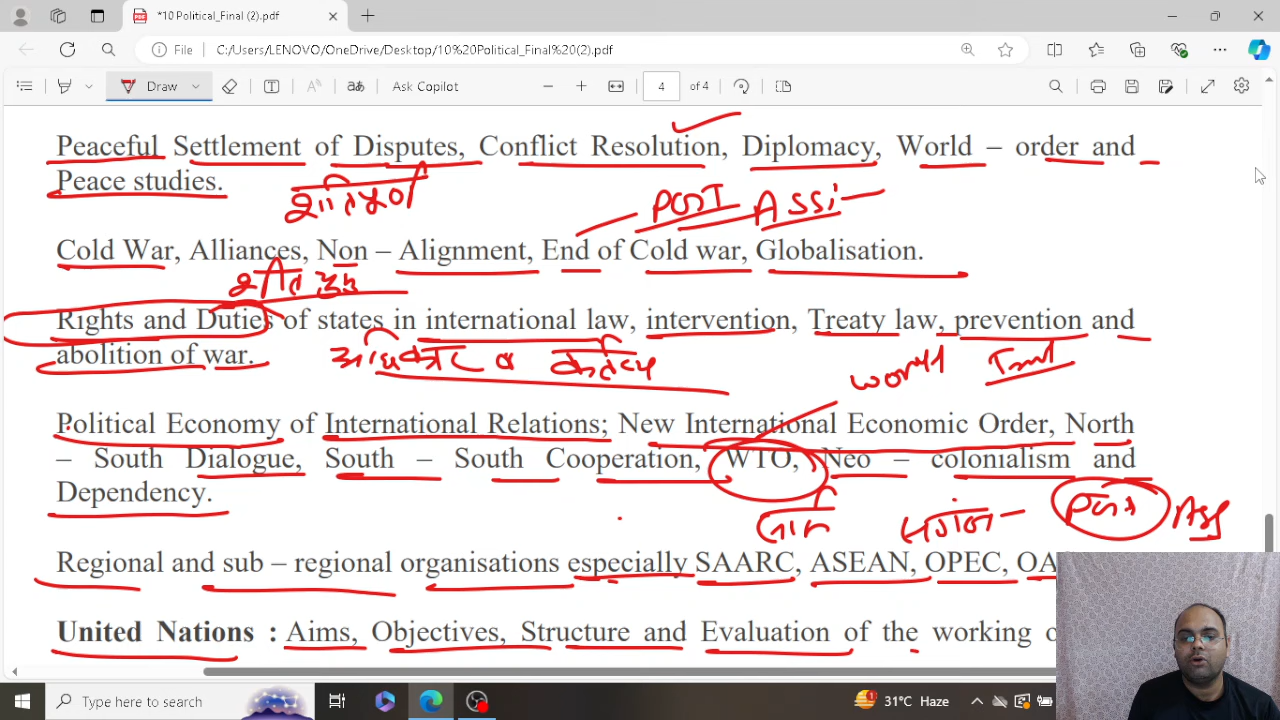 *10 Political_Final (2).pdf
File C:/Users/LENOVO/OneDrive/Desktop/10%20Political_Final%20(2).pdf
Draw Ask Copilot 4 of 4
Peaceful Settlement of Disputes, Conflict Resolution, Diplomacy, World – order and
Peace studies.
POST ASSi
Cold War, Alliances, Non – Alignment, End of Cold war, Globalisation.
Rights and Duties of states in international law, intervention, Treaty law, prevention and
abolition of war.
world
Political Economy of International Relations; New International Economic Order, North
– South Dialogue, South – South Cooperation, WTO, Neo – colonialism and
Dependency.
Regional and sub – regional organisations especially SAARC, ASEAN, OPEC, OA
United Nations : Aims, Objectives, Structure and Evaluation of the working o
Type here to search 31°C Haze